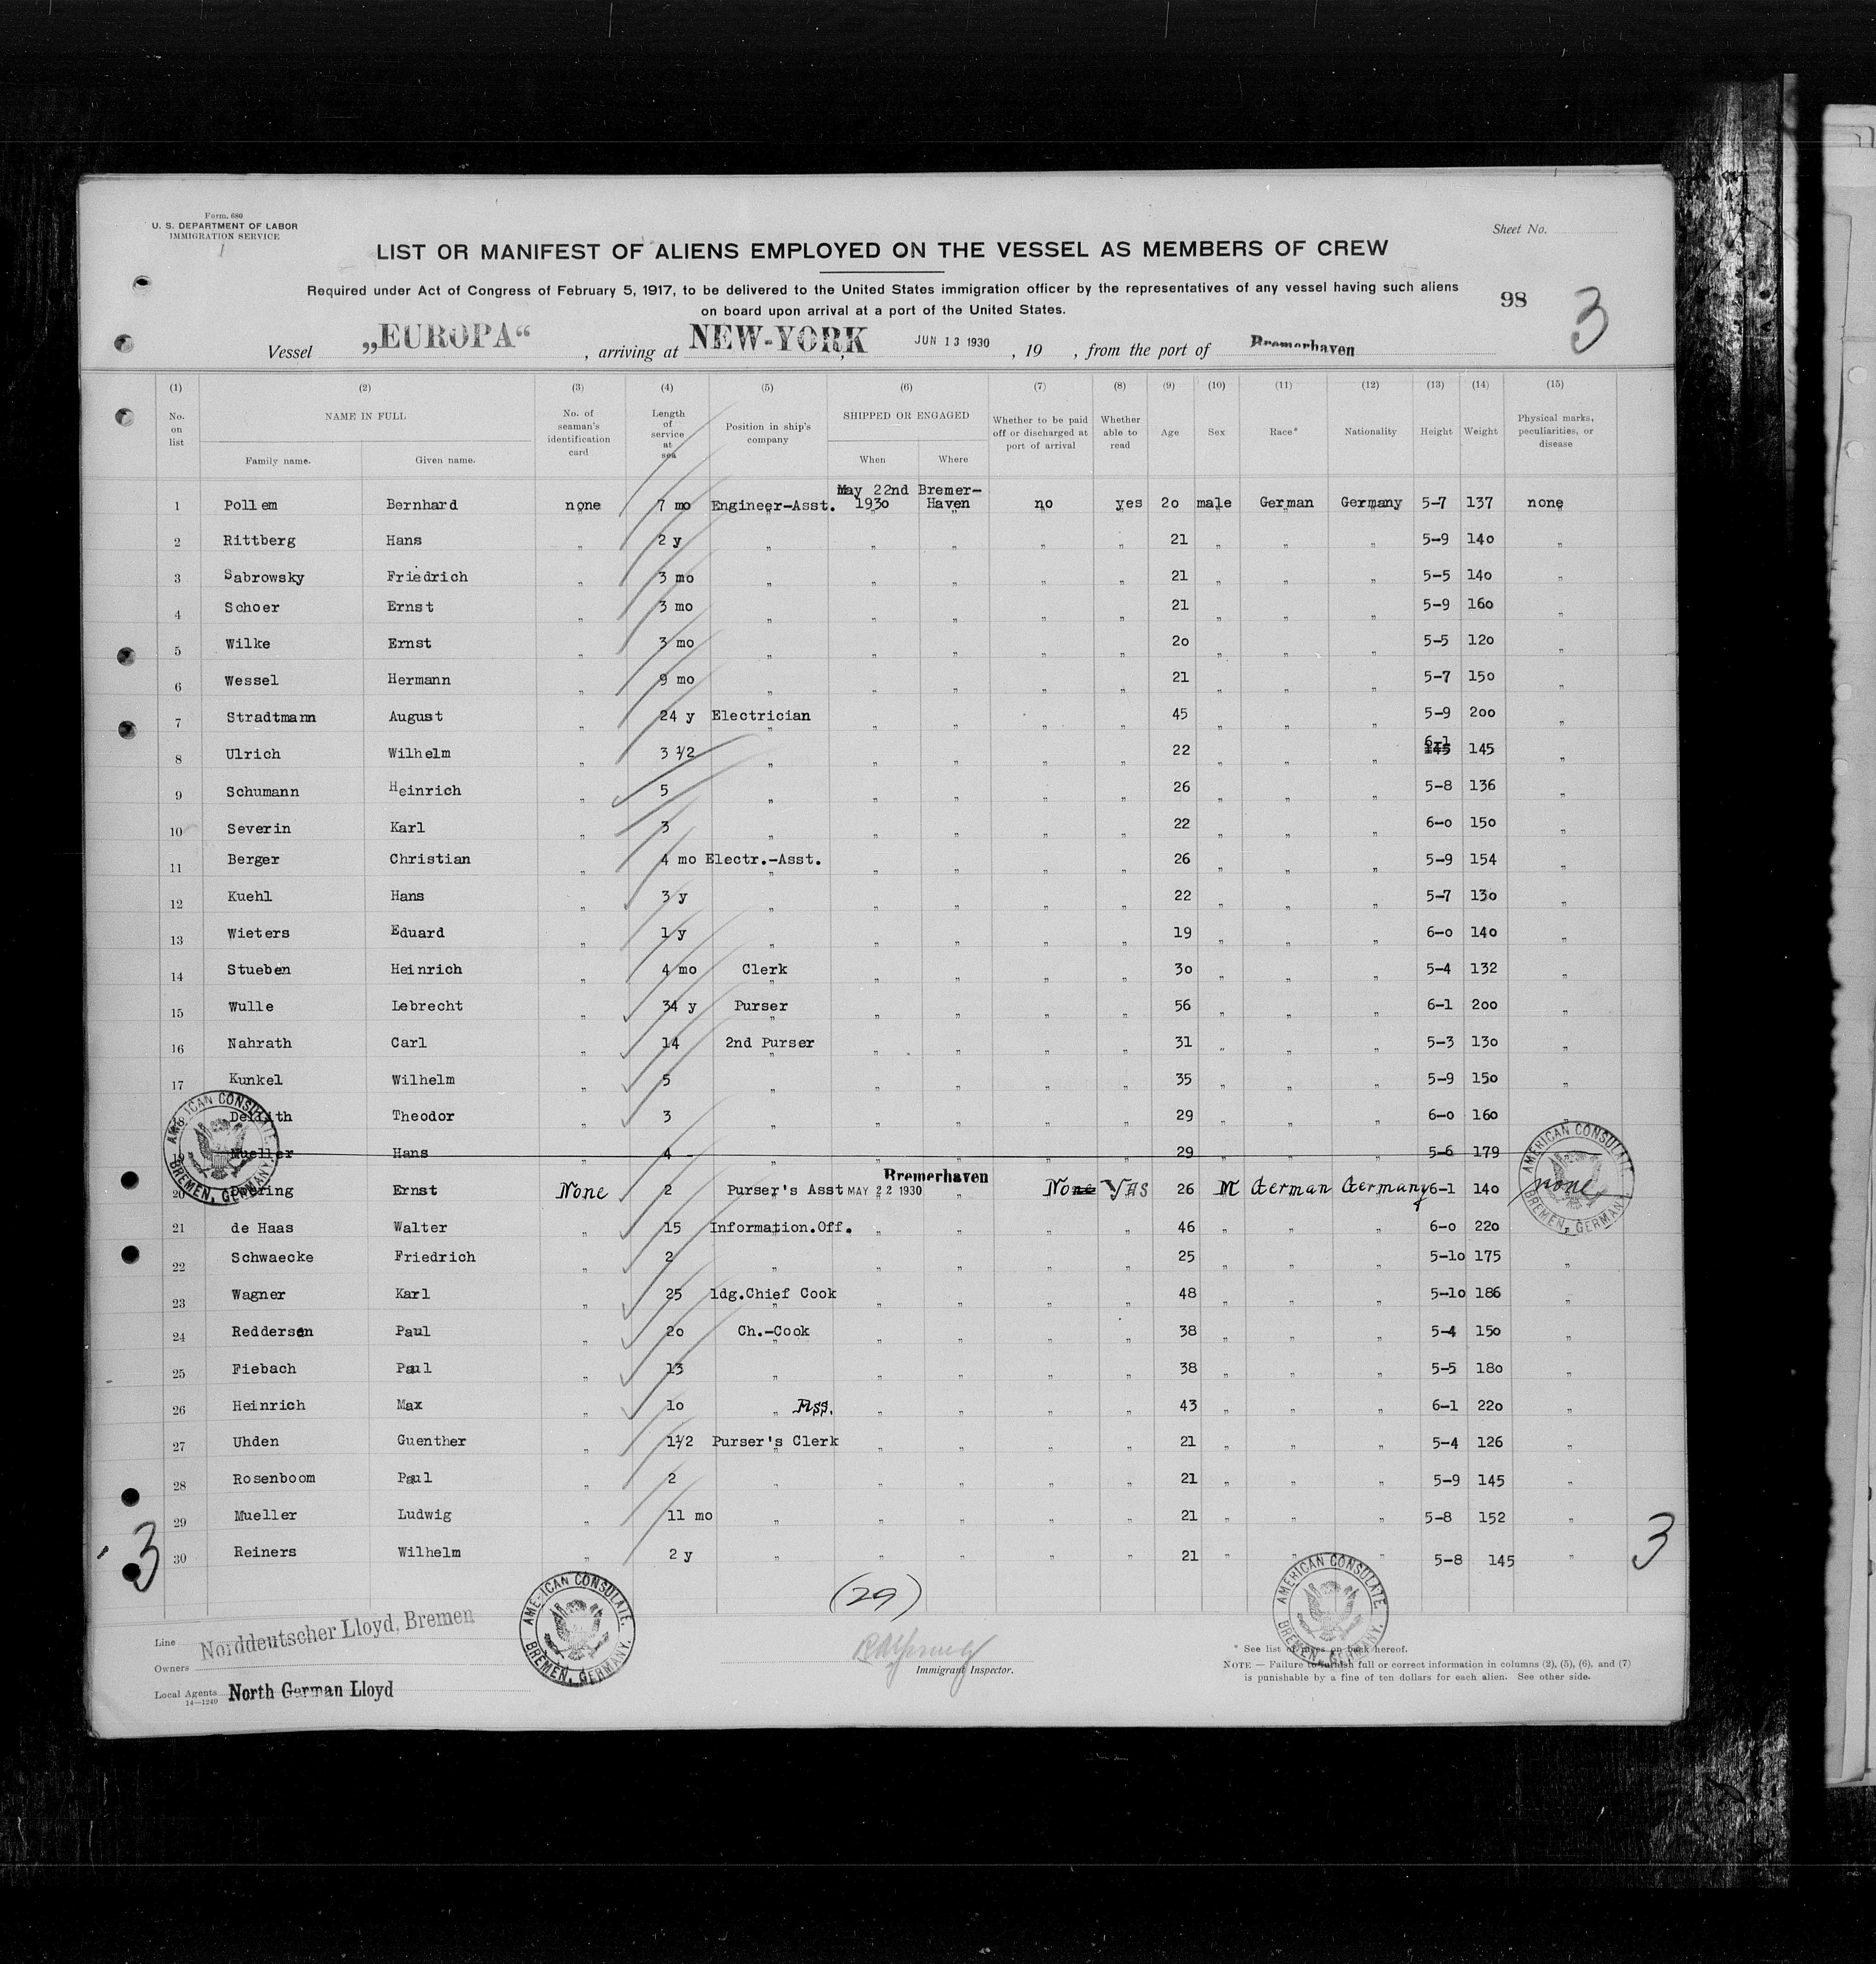 Form. 680
U. S. DEPARTMENT OF LABOR
IMMIGRATION SERVICE
Sheet No.
LIST OR MANIFEST OF ALIENS EMPLOYED ON THE VESSEL AS MEMBERS OF CREW
Required under Act of Congress of February 5, 1917, to be delivered to the United States immigration officer by the representatives of any vessel having such aliens
on board upon arrival at a port of the United States.
98 3
Vessel „EUROPA“, arriving at NEW-YORK, JUN 13 1930, 19 , from the port of Bremerhaven
(1) (2) (3) (4) (5) (6) (7) (8) (9) (10) (11) (12) (13) (14) (15)
No. on list NAME IN FULL Family name. Given name. No. of seaman's identification card Length of service at sea Position in ship's company SHIPPED OR ENGAGED When Where Whether to be paid off or discharged at port of arrival Whether able to read Age Sex Race* Nationality Height Weight Physical marks, peculiarities, or disease
1 Pollem Bernhard none 7 mo Engineer-Asst. May 22nd 1930 Bremer-Haven no yes 20 male German Germany 5-7 137 none
2 Rittberg Hans „ 2 y „ „ „ „ „ 21 „ „ „ 5-9 140 „
3 Sabrowsky Friedrich „ 3 mo „ „ „ „ „ 21 „ „ „ 5-5 140 „
4 Schoer Ernst „ 3 mo „ „ „ „ „ 21 „ „ „ 5-9 160 „
5 Wilke Ernst „ 3 mo „ „ „ „ „ 20 „ „ „ 5-5 120 „
6 Wessel Hermann „ 9 mo „ „ „ „ „ 21 „ „ „ 5-7 150 „
7 Stradtmann August „ 24 y Electrician „ „ „ „ 45 „ „ „ 5-9 200 „
8 Ulrich Wilhelm „ 3 1/2 „ „ „ „ „ 22 „ „ „ 6-1 145 145 „
9 Schumann Heinrich „ 5 „ „ „ „ „ 26 „ „ „ 5-8 136 „
10 Severin Karl „ 3 „ „ „ „ „ 22 „ „ „ 6-0 150 „
11 Berger Christian „ 4 mo Electr.-Asst. „ „ „ „ 26 „ „ „ 5-9 154 „
12 Kuehl Hans „ 3 y „ „ „ „ „ 22 „ „ „ 5-7 130 „
13 Wieters Eduard „ 1 y „ „ „ „ „ 19 „ „ „ 6-0 140 „
14 Stueben Heinrich „ 4 mo Clerk „ „ „ „ 30 „ „ „ 5-4 132 „
15 Wulle Lebrecht „ 34 y Purser „ „ „ „ 56 „ „ „ 6-1 200 „
16 Nahrath Carl „ 14 2nd Purser „ „ „ „ 31 „ „ „ 5-3 130 „
17 Kunkel Wilhelm „ 5 „ „ „ „ „ 35 „ „ „ 5-9 150 „
18 Theodor „ 3 „ „ „ „ „ 29 „ „ „ 6-0 160 „
19 Mueller Hans „ 4 „ „ „ „ „ 29 „ „ „ 5-6 179
20 Ernst None 2 Purser's Asst MAY 22 1930 Bremerhaven None YES 26 M German Germany 6-1 140 none
21 de Haas Walter „ 15 Information.Off. „ „ „ „ 46 „ „ „ 6-0 220
22 Schwaecke Friedrich „ 2 „ „ „ „ „ 25 „ „ „ 5-10 175 „
23 Wagner Karl „ 25 ldg.Chief Cook „ „ „ „ 48 „ „ „ 5-10 186 „
24 Reddersen Paul „ 20 Ch.-Cook „ „ „ „ 38 „ „ „ 5-4 150 „
25 Fiebach Paul „ 13 „ „ „ „ „ 38 „ „ „ 5-5 180 „
26 Heinrich Max „ 10 „ Ass. „ „ „ „ 43 „ „ „ 6-1 220 „
27 Uhden Guenther „ 1 1/2 Purser's Clerk „ „ „ „ 21 „ „ „ 5-4 126 „
28 Rosenboom Paul „ 2 „ „ „ „ „ 21 „ „ „ 5-9 145 „
29 Mueller Ludwig „ 11 mo „ „ „ „ „ 21 „ „ „ 5-8 152 „
30 Reiners Wilhelm „ 2 y „ „ „ „ „ 21 „ „ „ 5-8 145 „
3 3
AMERICAN CONSULATE. BREMEN, GERMANY.
AMERICAN CONSULATE. BREMEN, GERMANY.
AMERICAN CONSULATE. BREMEN, GERMANY.
AMERICAN CONSULATE. BREMEN, GERMANY.
(29)
Line Norddeutscher Lloyd, Bremen
Owners
Immigrant Inspector.
Local Agents North German Lloyd
14—1240
* See list of races on back hereof.
NOTE — Failure to furnish full or correct information in columns (2), (5), (6), and (7)
is punishable by a fine of ten dollars for each alien. See other side.